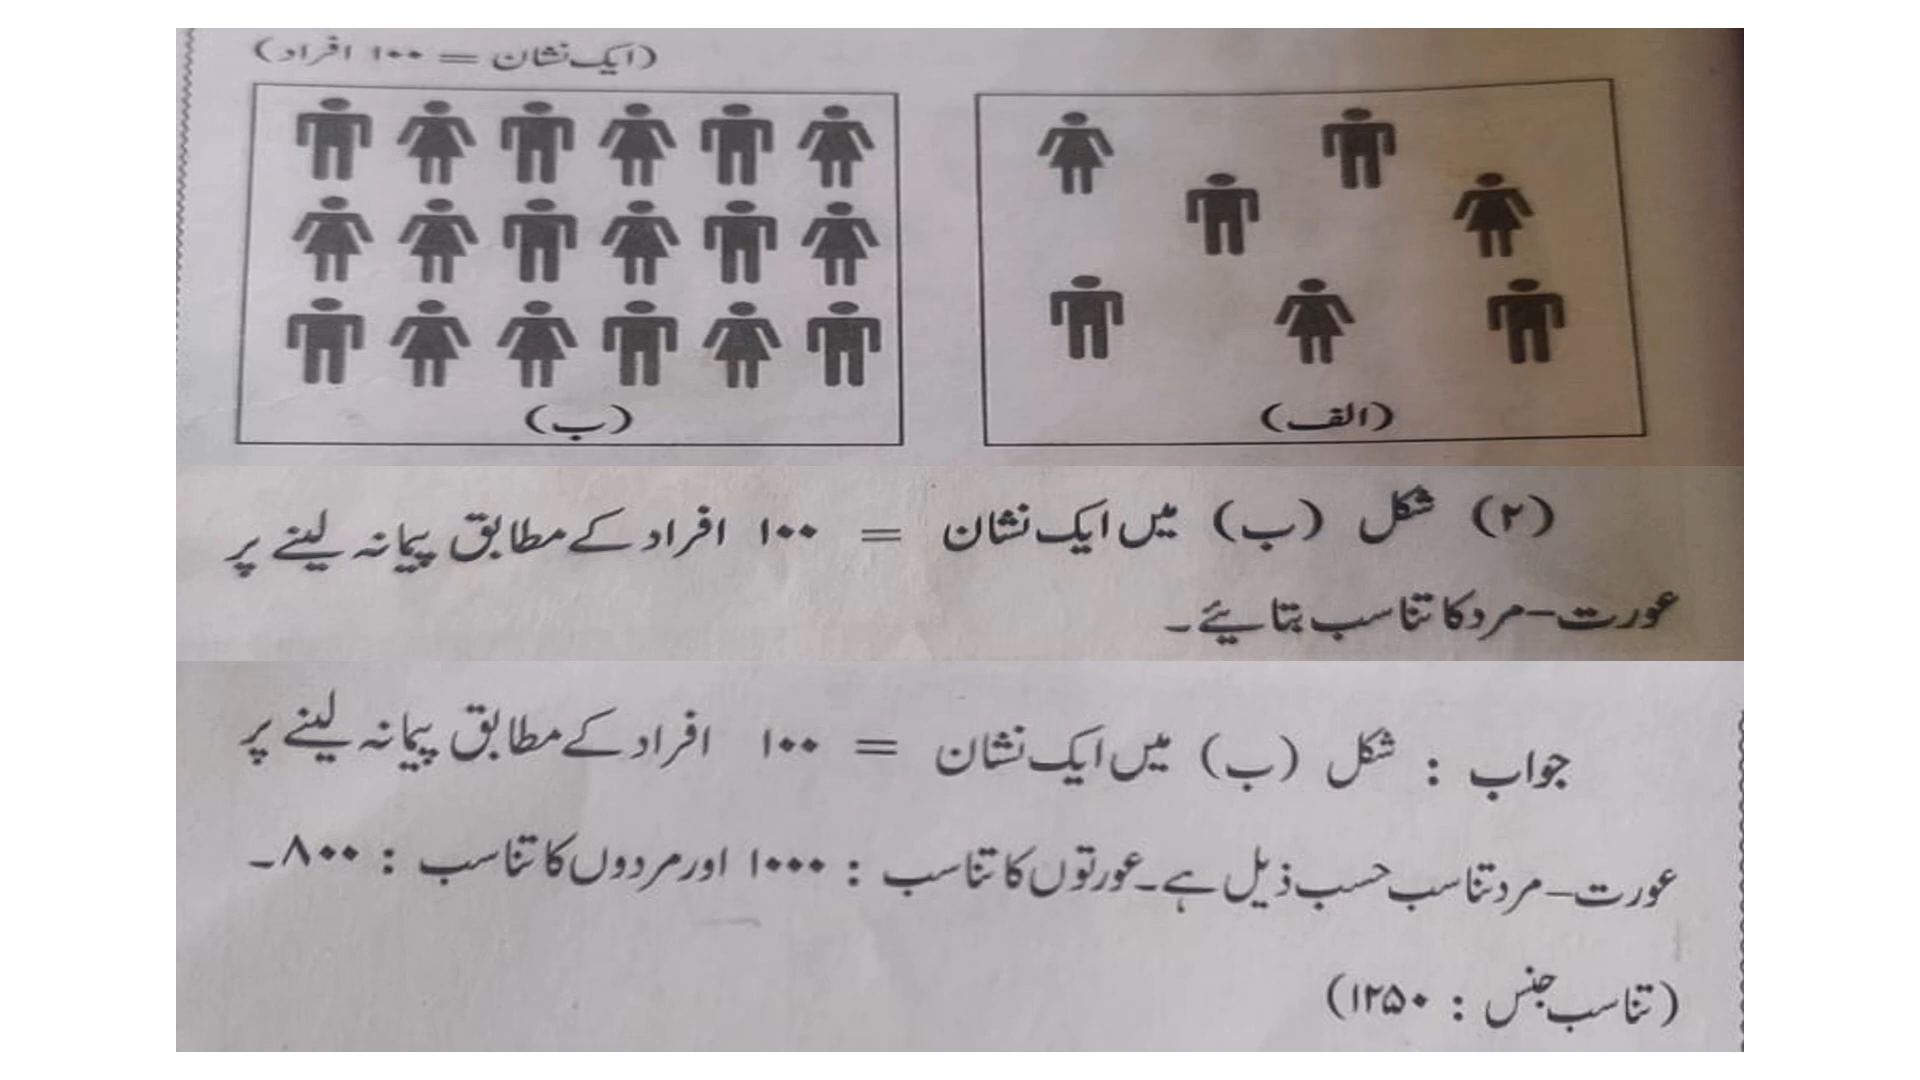 (ایک نشان = ۱۰۰ افراد)
(الف)
(ب)
(۲) شکل (ب) میں ایک نشان = ۱۰۰ افراد کے مطابق پیمانہ لینے پر
عورت-مرد کا تناسب بتائیے۔
جواب : شکل (ب) میں ایک نشان = ۱۰۰ افراد کے مطابق پیمانہ لینے پر
عورت-مرد تناسب حسب ذیل ہے۔ عورتوں کا تناسب : ۱۰۰۰ اور مردوں کا تناسب : ۸۰۰۔
(تناسب جنس : ۱۲۵۰)